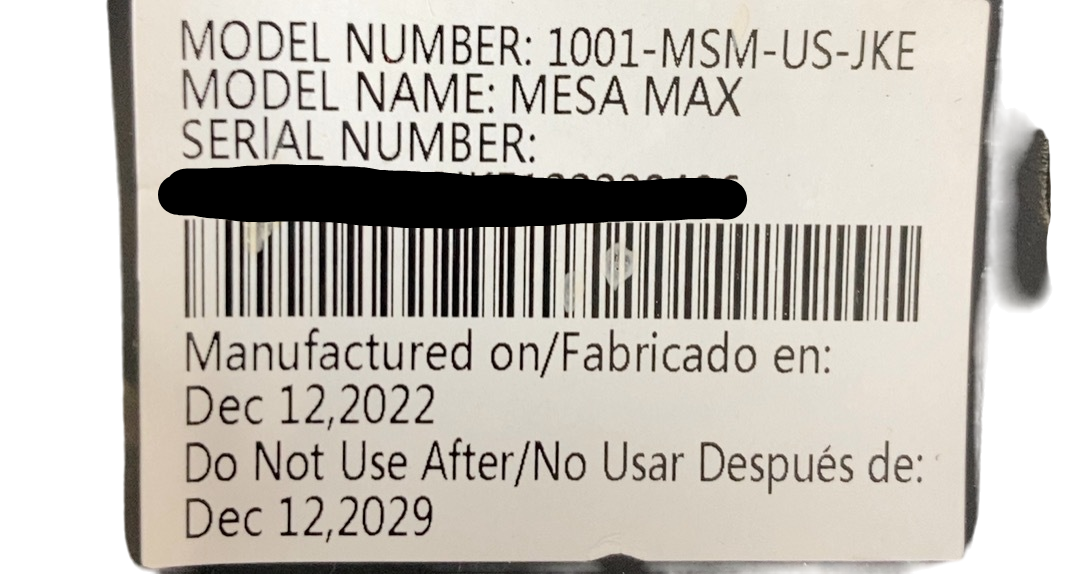 MODEL NUMBER: 1001-MSM-US-JKE
MODEL NAME: MESA MAX
SERIAL NUMBER:
Manufactured on/Fabricado en:
Dec 12,2022
Do Not Use After/No Usar Después de:
Dec 12,2029